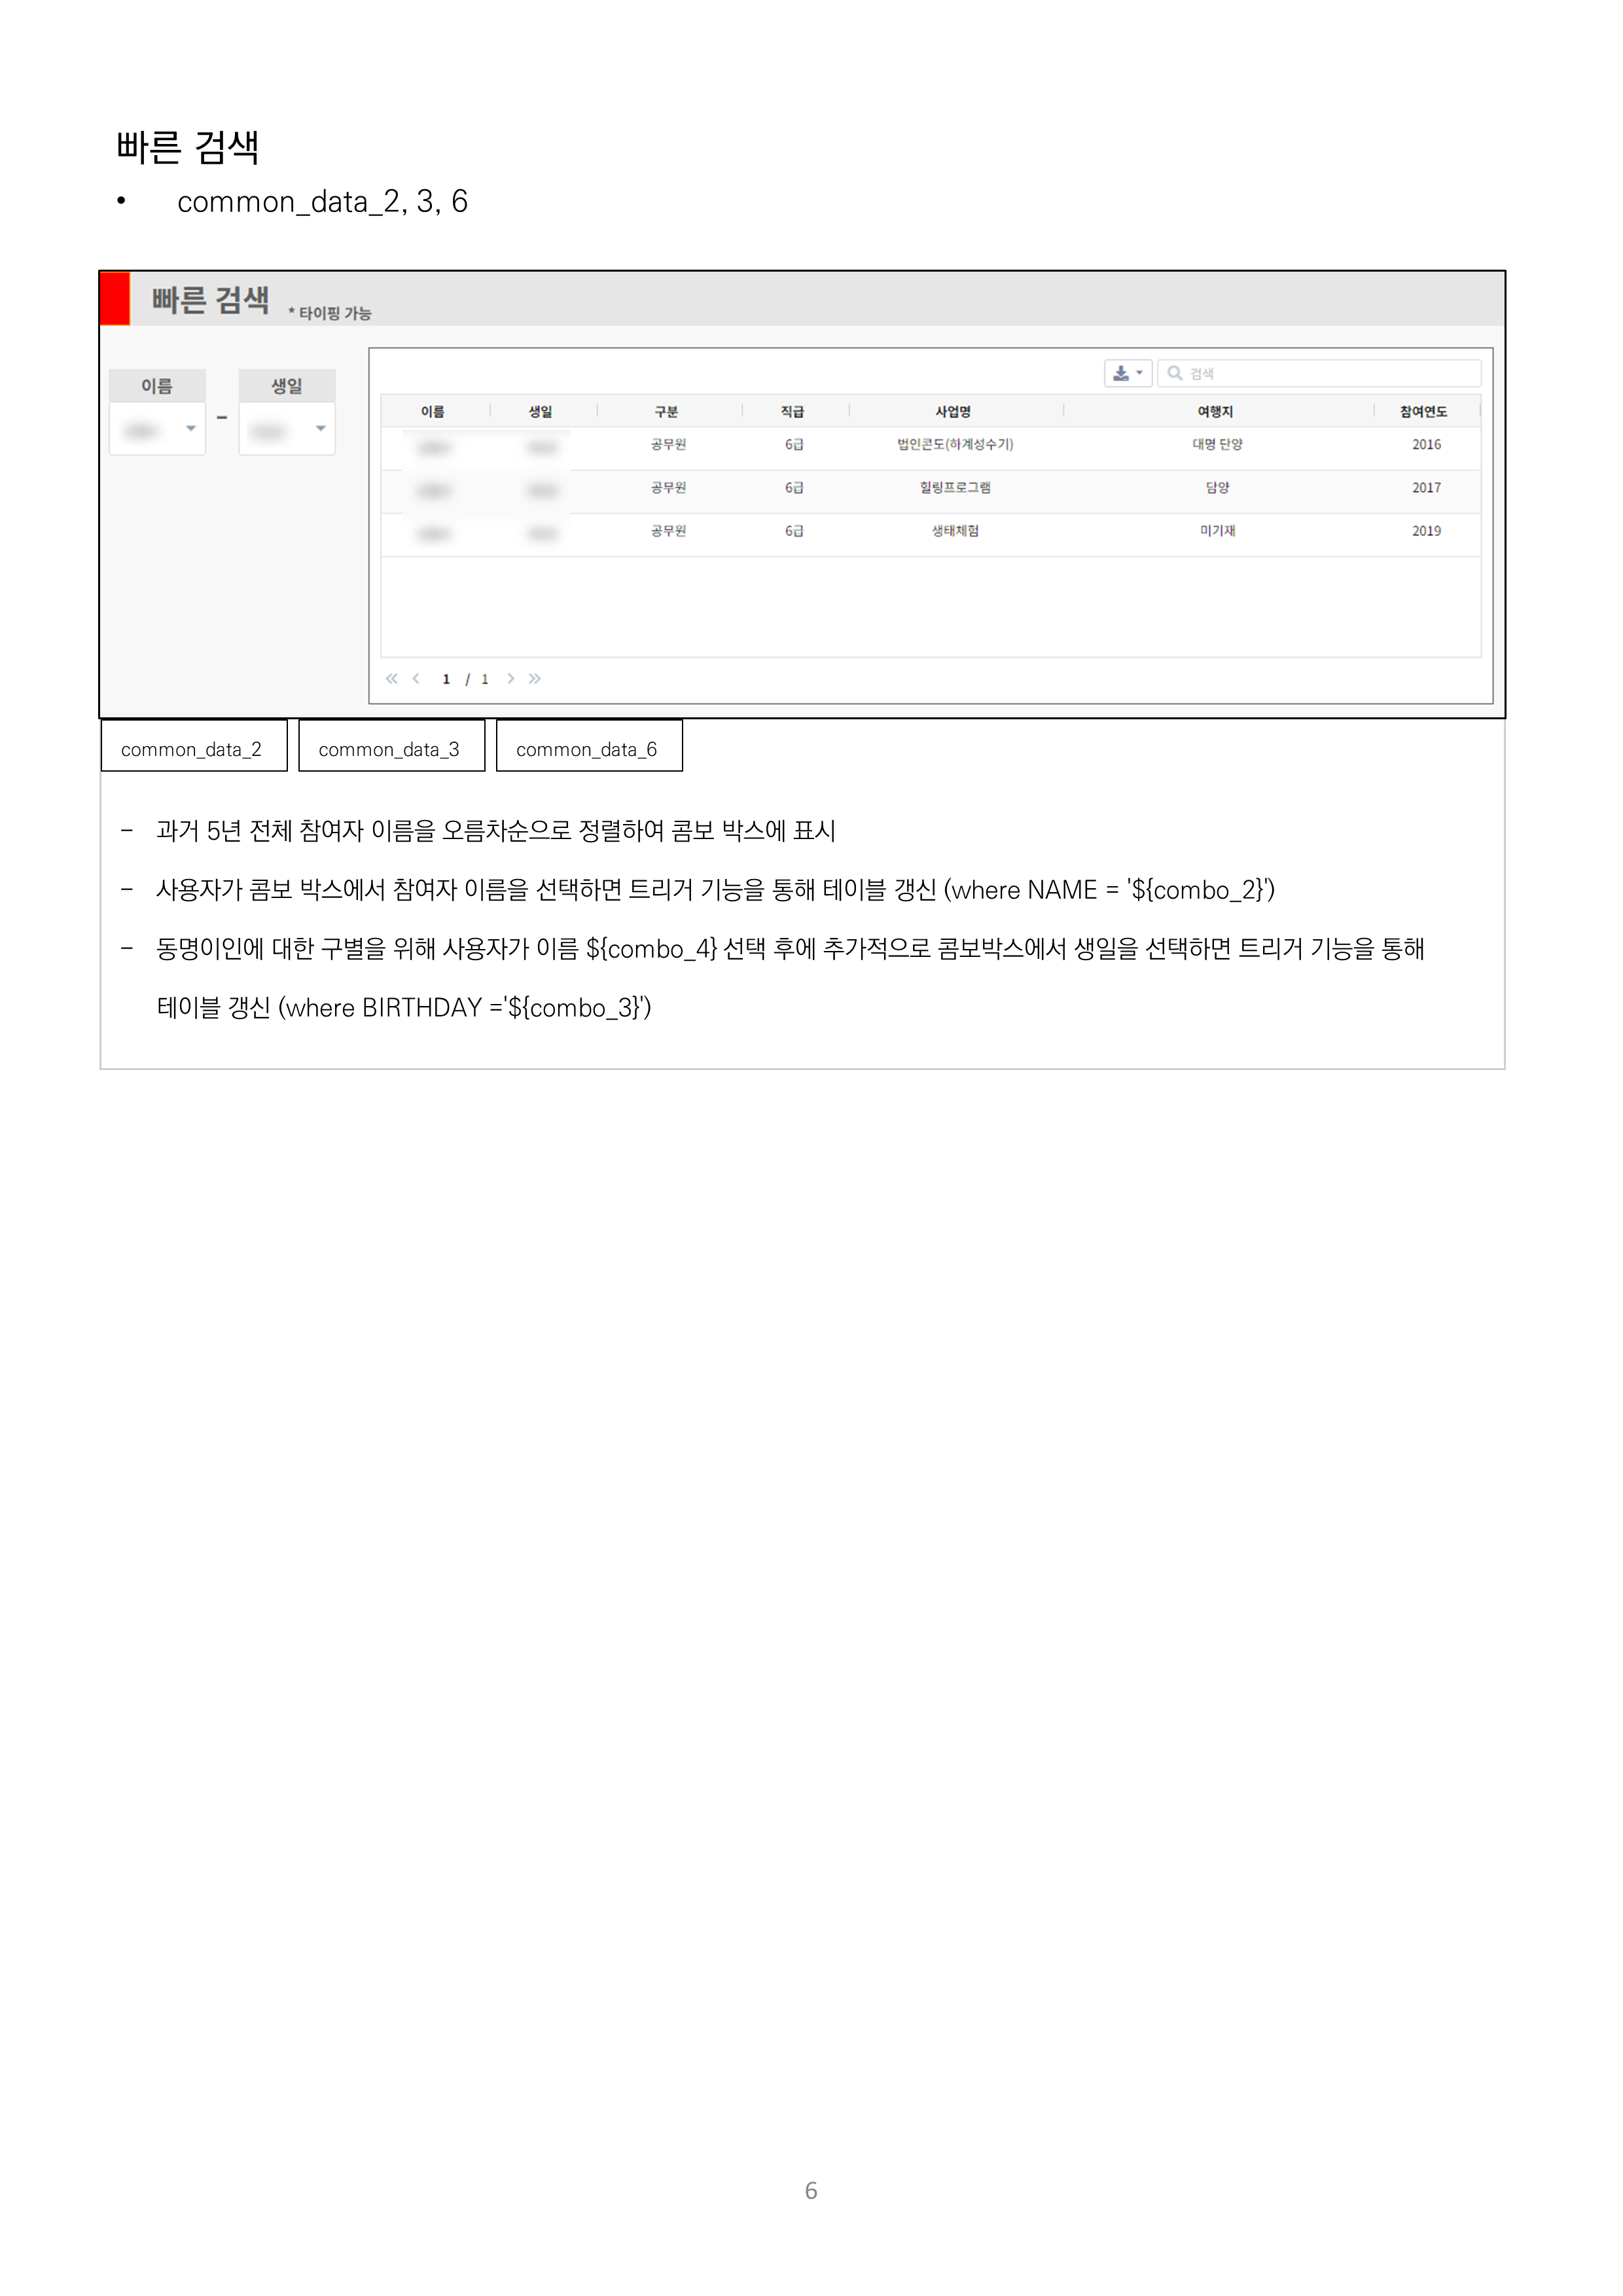 빠른 검색
• common_data_2, 3, 6
빠른 검색 * 타이핑 가능
이름 - 생일
검색
이름 생일 구분 직급 사업명 여행지 참여연도
공무원 6급 법인콘도(하계성수기) 대명 단양 2016
공무원 6급 힐링프로그램 담양 2017
공무원 6급 생태체험 미기재 2019
1 / 1
common_data_2 common_data_3 common_data_6
- 과거 5년 전체 참여자 이름을 오름차순으로 정렬하여 콤보 박스에 표시
- 사용자가 콤보 박스에서 참여자 이름을 선택하면 트리거 기능을 통해 테이블 갱신 (where NAME = '${combo_2}')
- 동명이인에 대한 구별을 위해 사용자가 이름 ${combo_4} 선택 후에 추가적으로 콤보박스에서 생일을 선택하면 트리거 기능을 통해
테이블 갱신 (where BIRTHDAY ='${combo_3}')
6